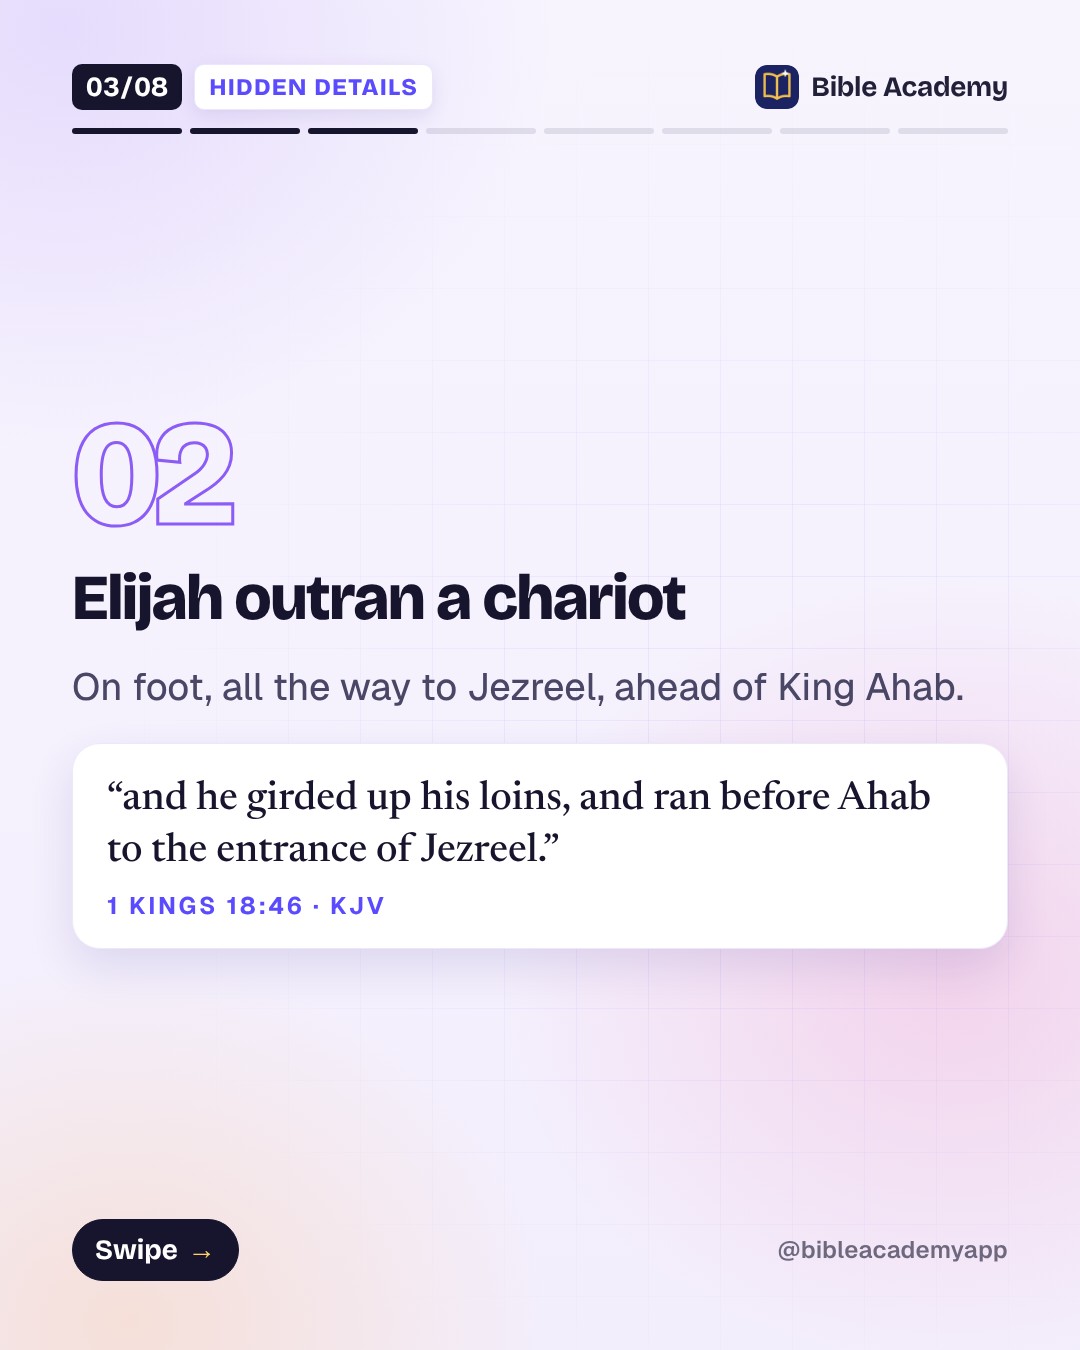 03/08
HIDDEN DETAILS
Bible Academy
02
Elijah outran a chariot
On foot, all the way to Jezreel, ahead of King Ahab.
“and he girded up his loins, and ran before Ahab
to the entrance of Jezreel.”
1 KINGS 18:46 · KJV
Swipe →
@bibleacademyapp